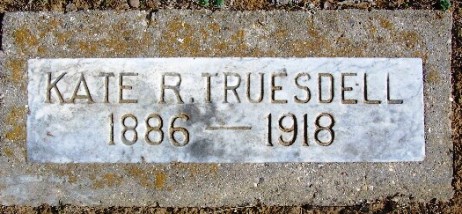 KATE R. TRUESDELL
1886 — 1918